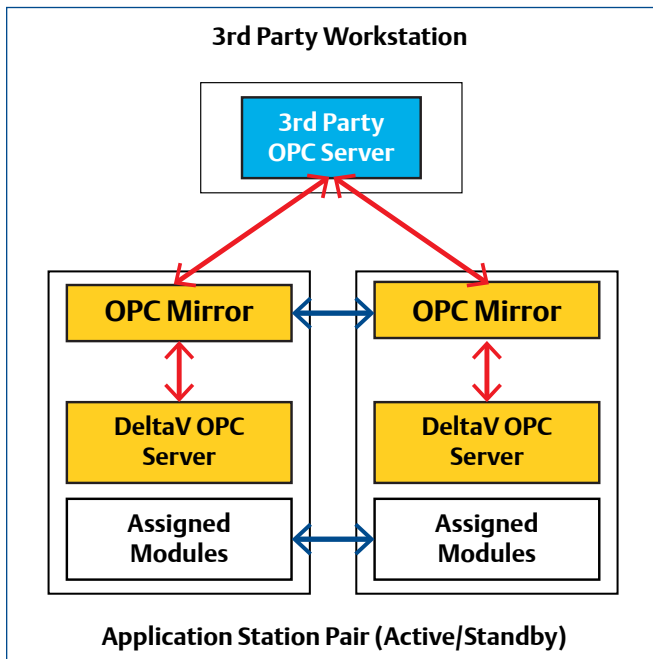 3rd Party Workstation
3rd Party
OPC Server
OPC Mirror
OPC Mirror
DeltaV OPC
Server
DeltaV OPC
Server
Assigned
Modules
Assigned
Modules
Application Station Pair (Active/Standby)